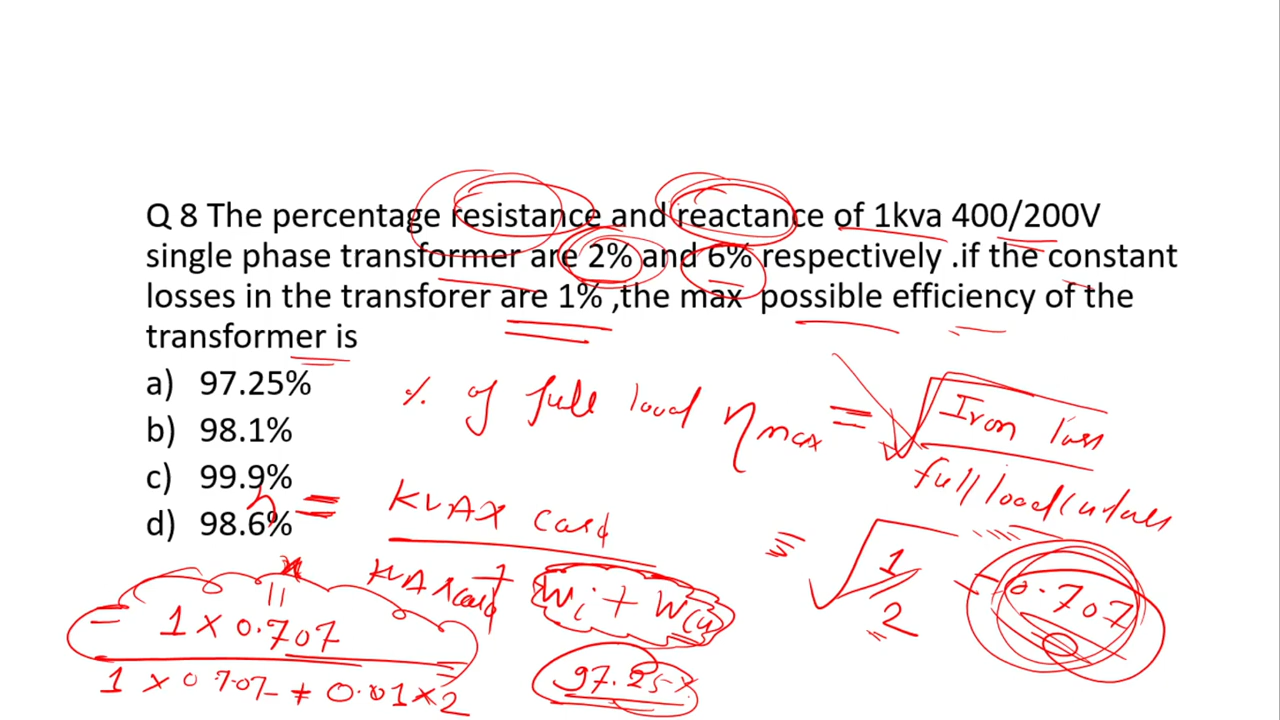 Q 8 The percentage resistance and reactance of 1kva 400/200V
single phase transformer are 2% and 6% respectively .if the constant
losses in the transforer are 1% ,the max possible efficiency of the
transformer is
a) 97.25%
b) 98.1%
c) 99.9%
d) 98.6%
% of full load ηmax = √ Iron loss
full load cu loss
= √ 1/2 = 0.707
η = KVA x cosφ
KVA x cosφ + Wi + Wcu
= 1 x 0.707
1 x 0.707 + 0.01 x 2
97.25%